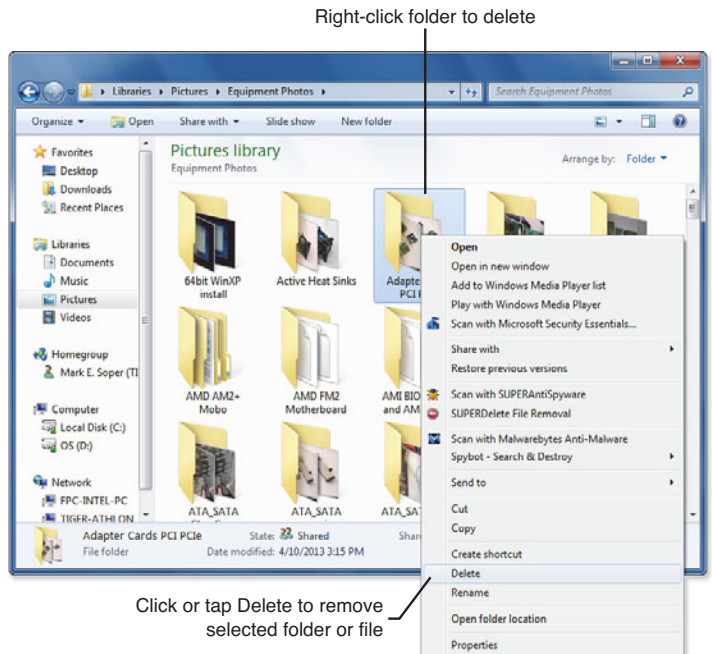 Right-click folder to delete
Libraries Pictures Equipment Photos
Search Equipment Photos
Organize Open Share with Slide show New folder
Favorites
Desktop
Downloads
Recent Places
Libraries
Documents
Music
Pictures
Videos
Homegroup
Mark E. Soper (TI
Computer
Local Disk (C:)
OS (D:)
Network
FPC-INTEL-PC
TIGER-ATHLON
Pictures library
Equipment Photos
Arrange by: Folder
64bit WinXP
install
Active Heat Sinks
Adapte
PCI P
AMD AM2+
Mobo
AMD FM2
Motherboard
AMI BIO
and AM
ATA_SATA
ATA_SATA
ATA_SAT
Open
Open in new window
Add to Windows Media Player list
Play with Windows Media Player
Scan with Microsoft Security Essentials...
Share with
Restore previous versions
Scan with SUPERAntiSpyware
SUPERDelete File Removal
Scan with Malwarebytes Anti-Malware
Spybot - Search & Destroy
Send to
Cut
Copy
Create shortcut
Delete
Rename
Open folder location
Properties
Adapter Cards PCI PCIe State: Shared Shar
File folder Date modified: 4/10/2013 3:15 PM
Click or tap Delete to remove
selected folder or file